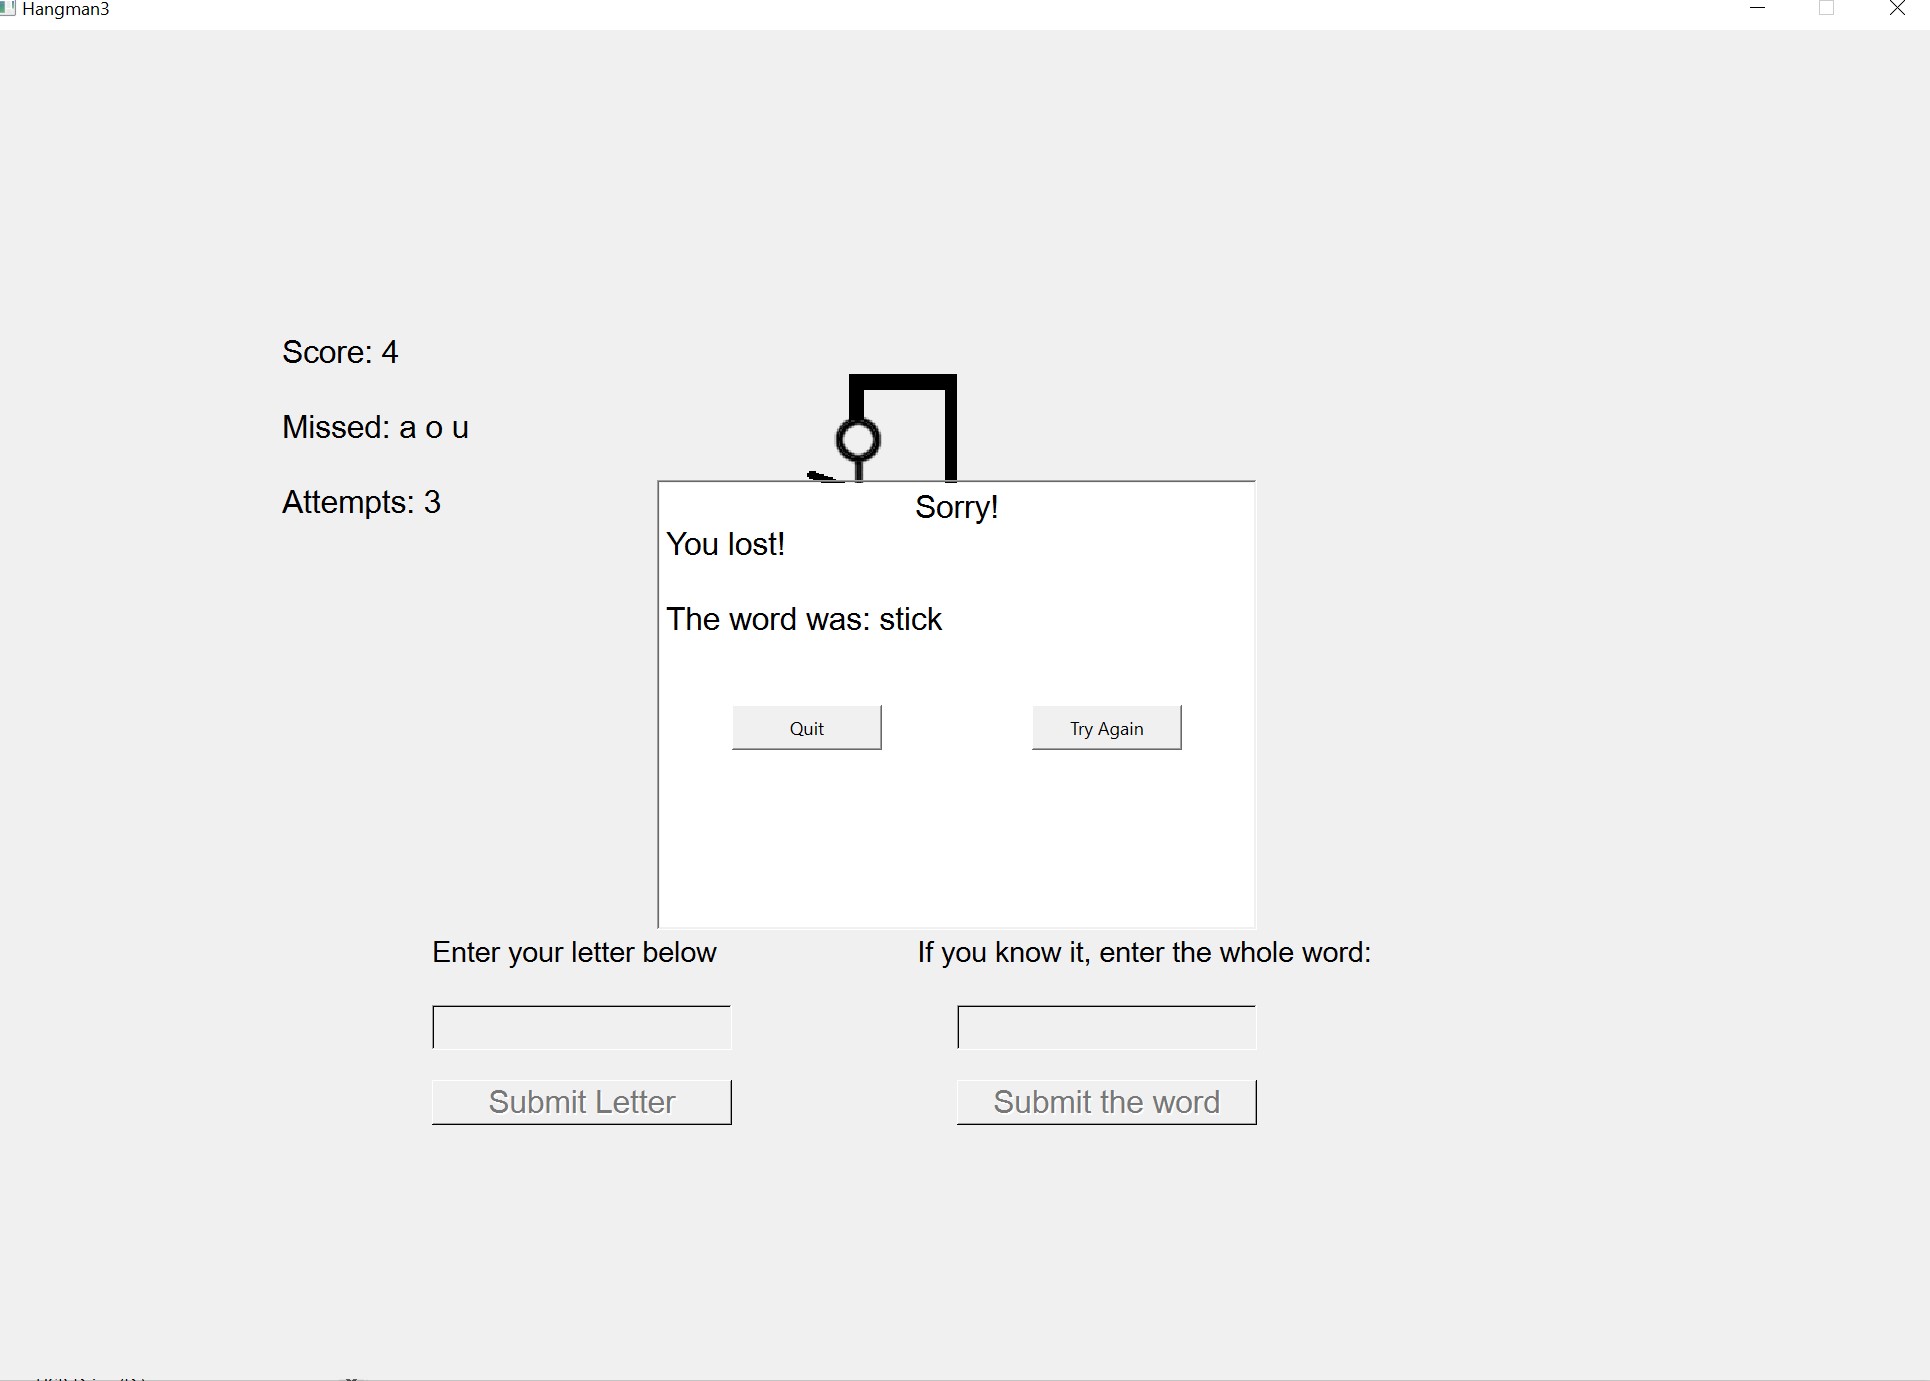 Hangman3
Score: 4
Missed: a o u
Attempts: 3
Sorry!
You lost!
The word was: stick
Quit
Try Again
Enter your letter below
If you know it, enter the whole word:
Submit Letter
Submit the word